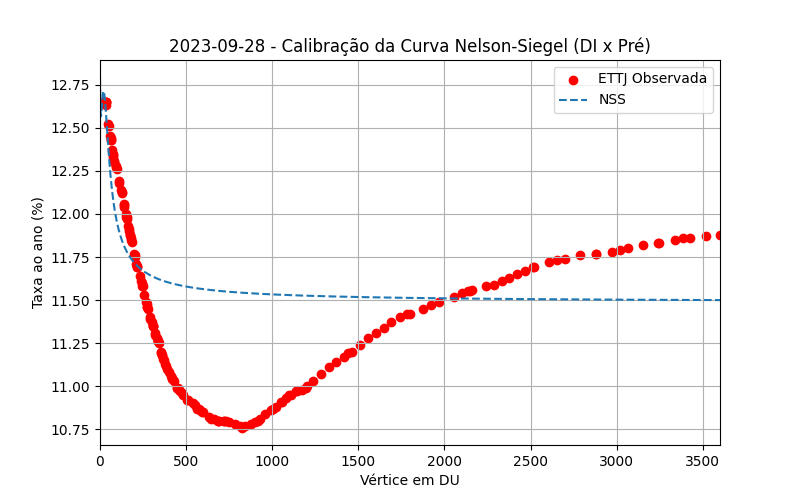 2023-09-28 - Calibração da Curva Nelson-Siegel (DI x Pré)
ETTJ Observada
NSS
Taxa ao ano (%)
12.75
12.50
12.25
12.00
11.75
11.50
11.25
11.00
10.75
0 500 1000 1500 2000 2500 3000 3500
Vértice em DU